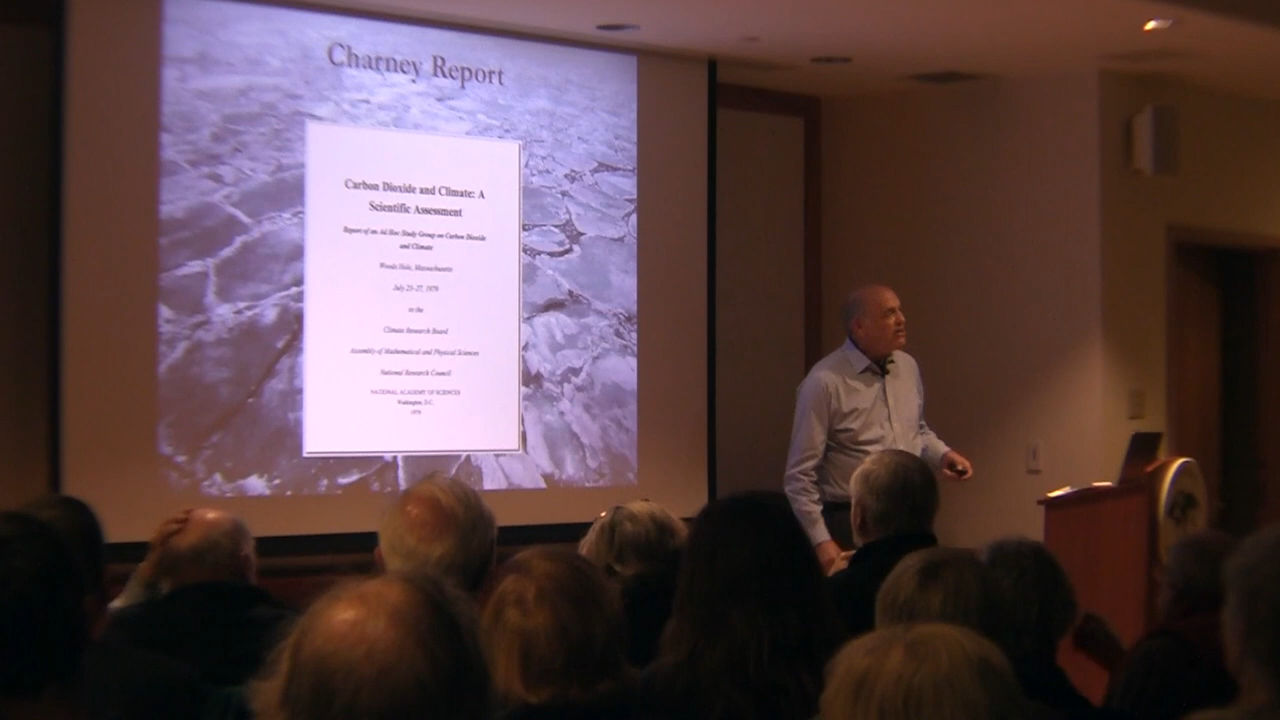 Charney Report
Carbon Dioxide and Climate: A
Scientific Assessment
Report of an Ad Hoc Study Group on Carbon Dioxide
and Climate
Woods Hole, Massachusetts
July 23-27, 1979
to the
Climate Research Board
Assembly of Mathematical and Physical Sciences
National Research Council
NATIONAL ACADEMY OF SCIENCES
Washington, D.C.
1979